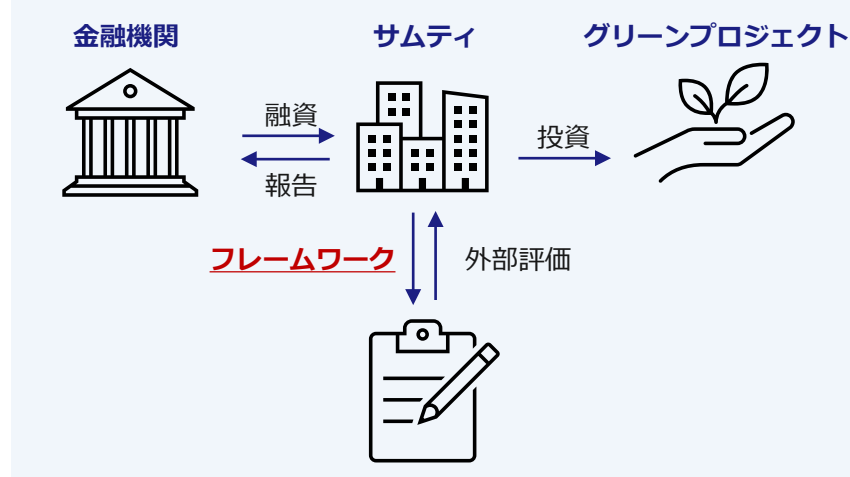 金融機関
サムティ
グリーンプロジェクト
融資
報告
投資
フレームワーク
外部評価